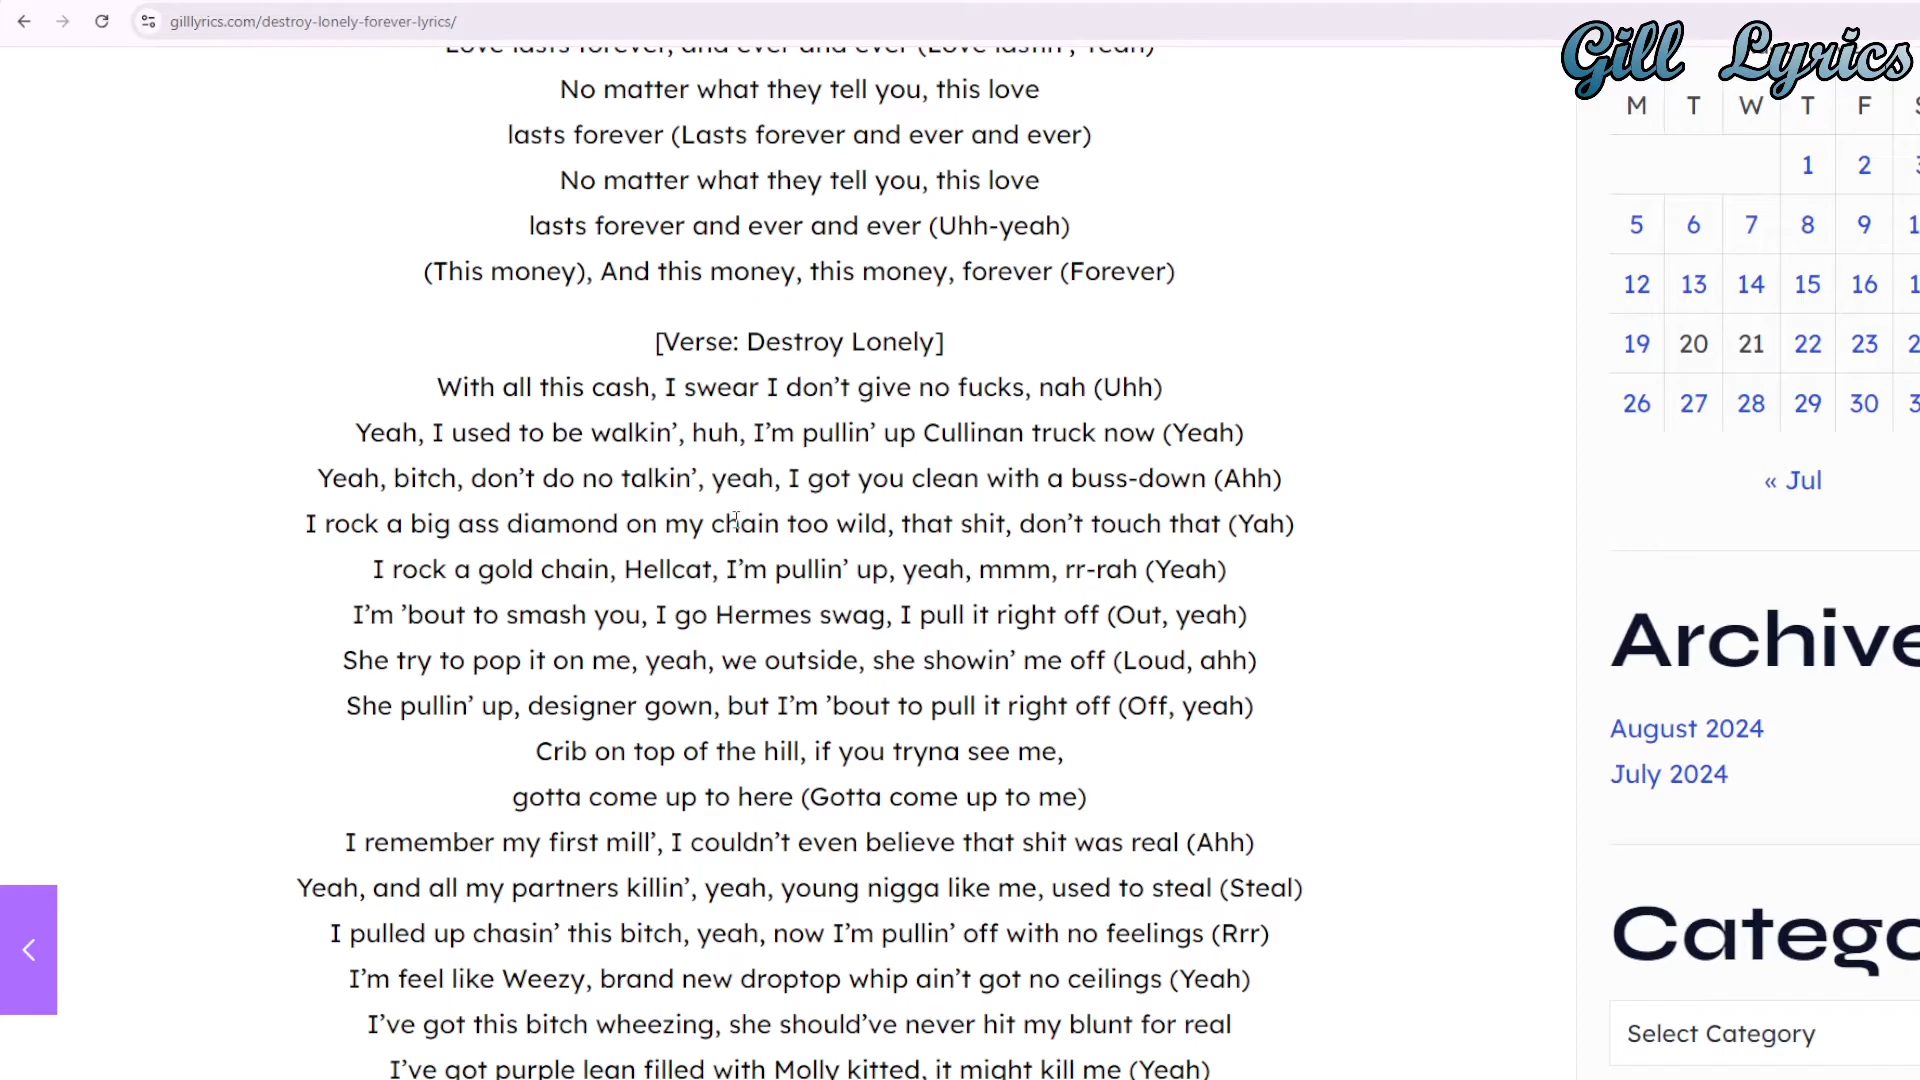 gilllyrics.com/destroy-lonely-forever-lyrics/
Gill Lyrics
Love lasts forever, and ever and ever (Love lastin', Yeah)
No matter what they tell you, this love
lasts forever (Lasts forever and ever and ever)
No matter what they tell you, this love
lasts forever and ever and ever (Uhh-yeah)
(This money), And this money, this money, forever (Forever)
[Verse: Destroy Lonely]
With all this cash, I swear I don’t give no fucks, nah (Uhh)
Yeah, I used to be walkin’, huh, I’m pullin’ up Cullinan truck now (Yeah)
Yeah, bitch, don’t do no talkin’, yeah, I got you clean with a buss-down (Ahh)
I rock a big ass diamond on my chain too wild, that shit, don’t touch that (Yah)
I rock a gold chain, Hellcat, I’m pullin’ up, yeah, mmm, rr-rah (Yeah)
I’m ’bout to smash you, I go Hermes swag, I pull it right off (Out, yeah)
She try to pop it on me, yeah, we outside, she showin’ me off (Loud, ahh)
She pullin’ up, designer gown, but I’m ’bout to pull it right off (Off, yeah)
Crib on top of the hill, if you tryna see me,
gotta come up to here (Gotta come up to me)
I remember my first mill’, I couldn’t even believe that shit was real (Ahh)
Yeah, and all my partners killin’, yeah, young nigga like me, used to steal (Steal)
I pulled up chasin’ this bitch, yeah, now I’m pullin’ off with no feelings (Rrr)
I’m feel like Weezy, brand new droptop whip ain’t got no ceilings (Yeah)
I’ve got this bitch wheezing, she should’ve never hit my blunt for real
I’ve got purple lean filled with Molly kitted, it might kill me (Yeah)
M T W T F S
1 2
5 6 7 8 9
12 13 14 15 16
19 20 21 22 23
26 27 28 29 30
« Jul
Archive
August 2024
July 2024
Catego
Select Category